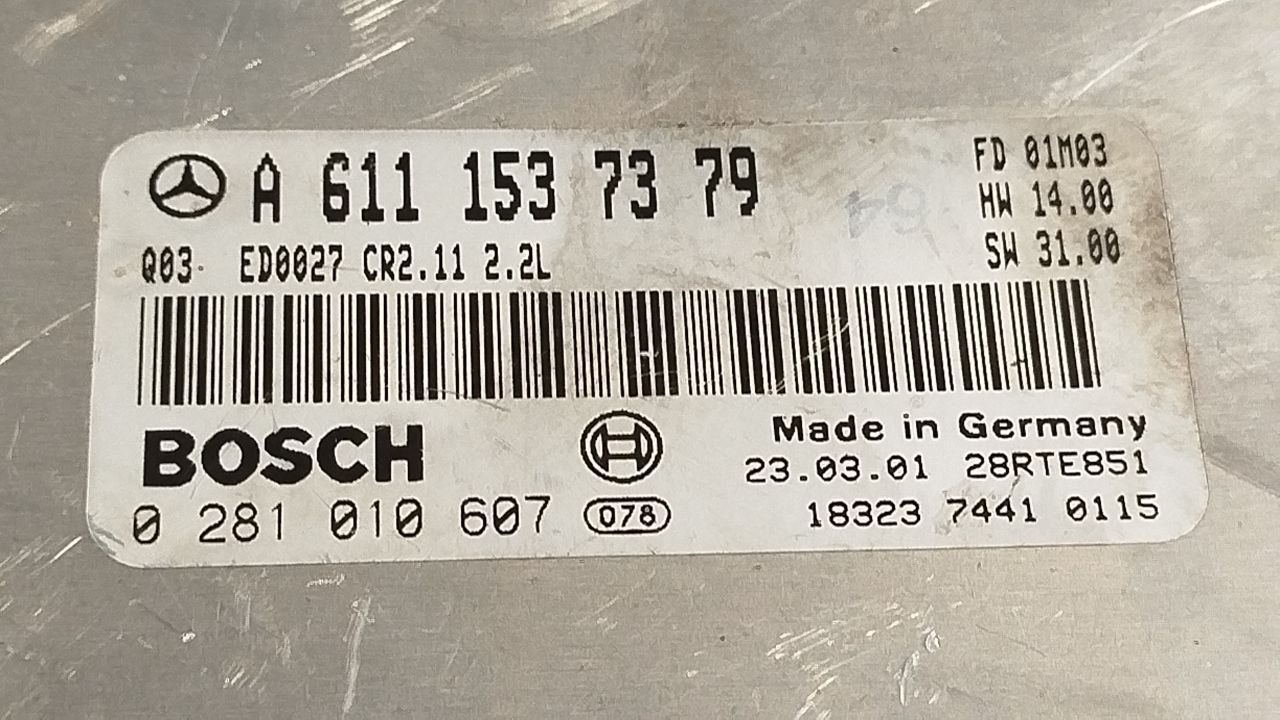 A 611 153 73 79
FD 01M03
HW 14.00
SW 31.00
Q03 ED0027 CR2.11 2.2L
BOSCH
Made in Germany
23.03.01 28RTE851
0 281 010 607
078
18323 7441 0115